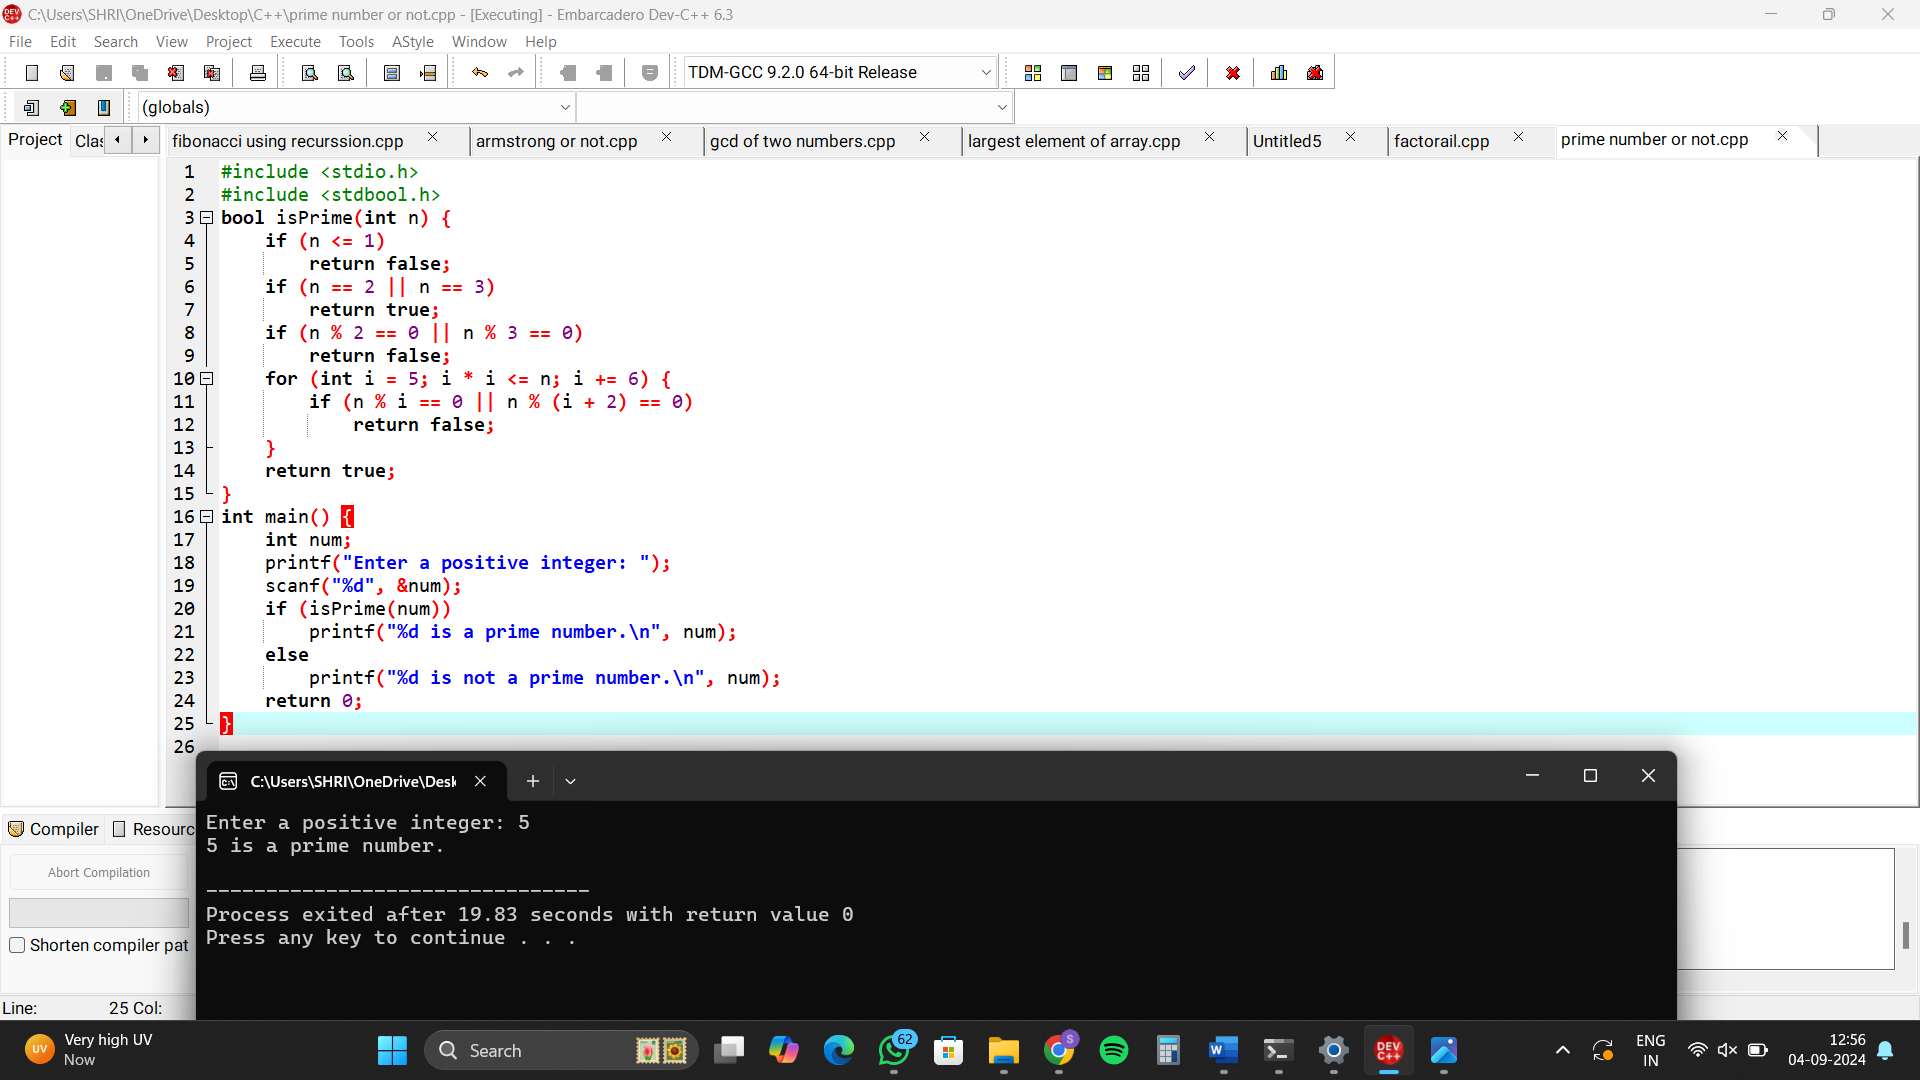 C:\Users\SHRI\OneDrive\Desktop\C++\prime number or not.cpp - [Executing] - Embarcadero Dev-C++ 6.3
File Edit Search View Project Execute Tools AStyle Window Help
TDM-GCC 9.2.0 64-bit Release
(globals)
Project Clas fibonacci using recurssion.cpp armstrong or not.cpp gcd of two numbers.cpp largest element of array.cpp Untitled5 factorail.cpp prime number or not.cpp
1 #include <stdio.h>
2 #include <stdbool.h>
3 bool isPrime(int n) {
4     if (n <= 1)
5         return false;
6     if (n == 2 || n == 3)
7         return true;
8     if (n % 2 == 0 || n % 3 == 0)
9         return false;
10     for (int i = 5; i * i <= n; i += 6) {
11         if (n % i == 0 || n % (i + 2) == 0)
12             return false;
13     }
14     return true;
15 }
16 int main() {
17     int num;
18     printf("Enter a positive integer: ");
19     scanf("%d", &num);
20     if (isPrime(num))
21         printf("%d is a prime number.\n", num);
22     else
23         printf("%d is not a prime number.\n", num);
24     return 0;
25 }
26
C:\Users\SHRI\OneDrive\Desk
Enter a positive integer: 5
5 is a prime number.
--------------------------------
Process exited after 19.83 seconds with return value 0
Press any key to continue . . .
Compiler Resourc
Abort Compilation
Shorten compiler pat
Line: 25 Col:
UV Very high UV
Now
Search
62
S
DEV C++
ENG
IN
12:56
04-09-2024